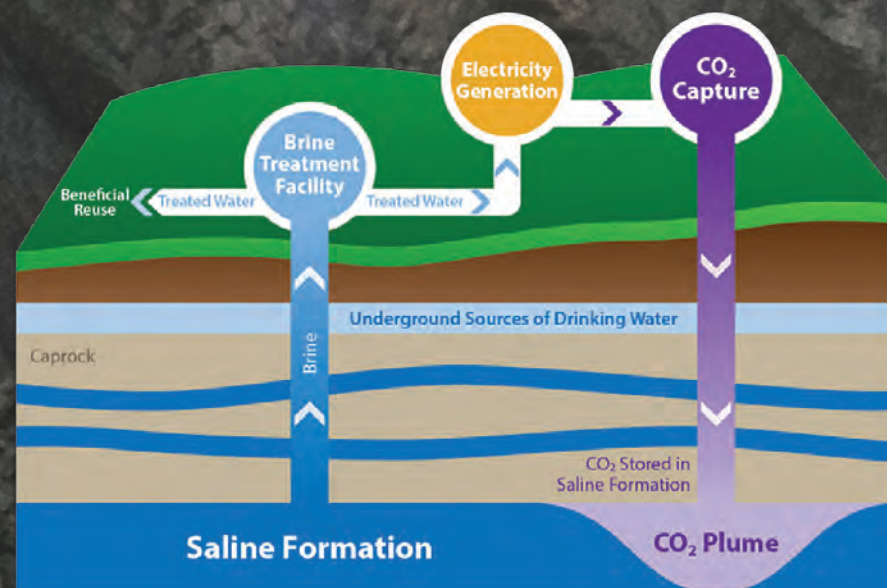 Electricity
Generation
CO₂
Capture
Brine
Treatment
Facility
Beneficial
Reuse
Treated Water
Treated Water
Underground Sources of Drinking Water
Caprock
Brine
CO₂ Stored in
Saline Formation
Saline Formation
CO₂ Plume